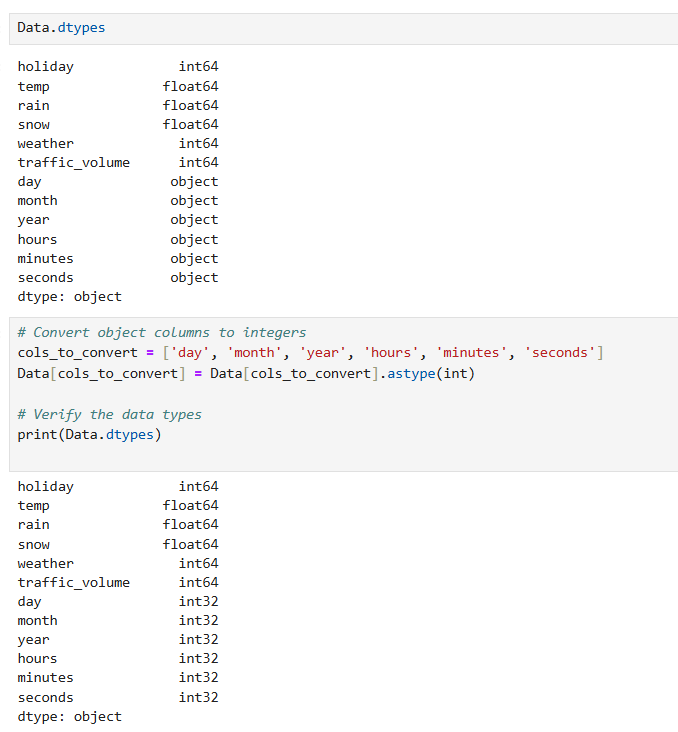 Data.dtypes
holiday int64
temp float64
rain float64
snow float64
weather int64
traffic_volume int64
day object
month object
year object
hours object
minutes object
seconds object
dtype: object
# Convert object columns to integers
cols_to_convert = ['day', 'month', 'year', 'hours', 'minutes', 'seconds']
Data[cols_to_convert] = Data[cols_to_convert].astype(int)
# Verify the data types
print(Data.dtypes)
holiday int64
temp float64
rain float64
snow float64
weather int64
traffic_volume int64
day int32
month int32
year int32
hours int32
minutes int32
seconds int32
dtype: object